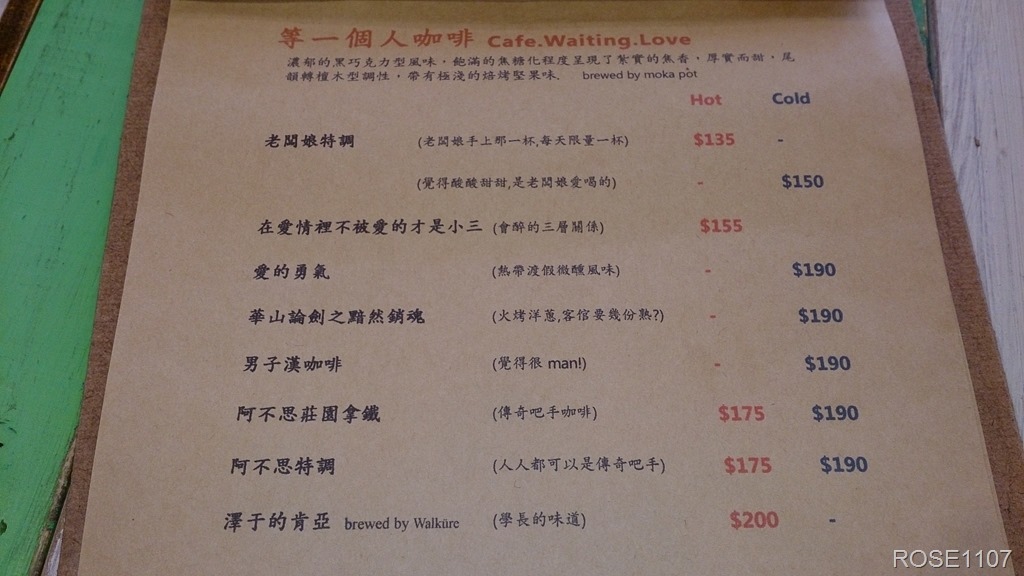 等一個人咖啡 Cafe.Waiting.Love
濃郁的黑巧克力型風味，飽滿的焦糖化程度呈現了紮實的焦香，厚實而甜，尾
韻轉檀木型調性，帶有極淺的焙烤堅果味. brewed by moka pot
Hot Cold
老闆娘特調 (老闆娘手上那一杯,每天限量一杯) $135 -
(覺得酸酸甜甜,是老闆娘愛喝的) - $150
在愛情裡不被愛的才是小三 (會醉的三層關係) $155
愛的勇氣 (熱帶渡假微醺風味) - $190
華山論劍之黯然銷魂 (火烤洋蔥,客倌要幾份熟?) - $190
男子漢咖啡 (覺得很 man!) - $190
阿不思莊園拿鐵 (傳奇吧手咖啡) $175 $190
阿不思特調 (人人都可以是傳奇吧手) $175 $190
澤于的肯亞 brewed by Walküre (學長的味道) $200 -
ROSE1107